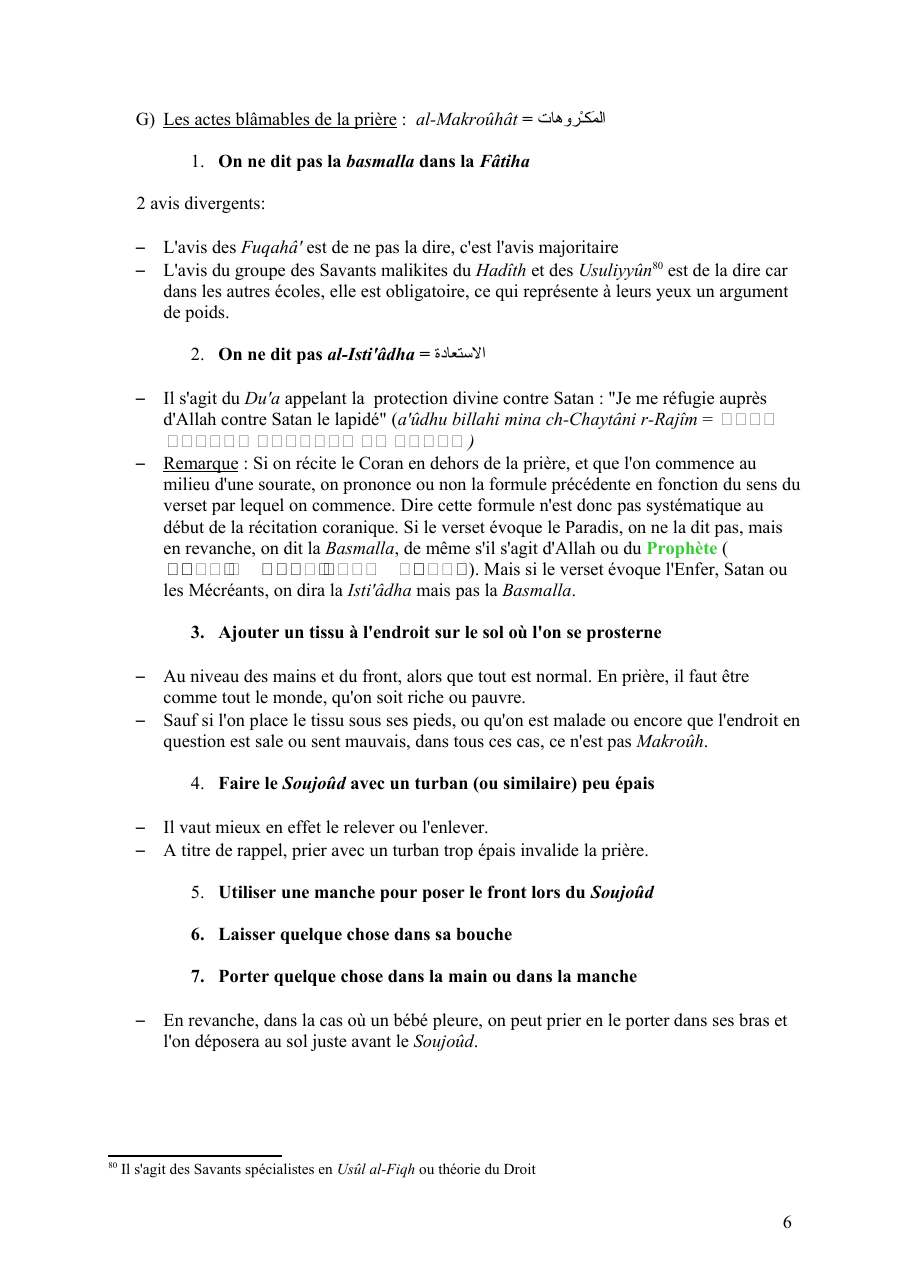 G) Les actes blâmables de la prière : al-Makroûhât = المَكـْروهات
1. On ne dit pas la basmalla dans la Fâtiha
2 avis divergents:
– L'avis des Fuqahâ' est de ne pas la dire, c'est l'avis majoritaire
– L'avis du groupe des Savants malikites du Hadîth et des Usuliyyûn80 est de la dire car
dans les autres écoles, elle est obligatoire, ce qui représente à leurs yeux un argument
de poids.
2. On ne dit pas al-Isti'âdha = الاستعاذة
– Il s'agit du Du'a appelant la protection divine contre Satan : "Je me réfugie auprès
d'Allah contre Satan le lapidé" (a'ûdhu billahi mina ch-Chaytâni r-Rajîm =
)
– Remarque : Si on récite le Coran en dehors de la prière, et que l'on commence au
milieu d'une sourate, on prononce ou non la formule précédente en fonction du sens du
verset par lequel on commence. Dire cette formule n'est donc pas systématique au
début de la récitation coranique. Si le verset évoque le Paradis, on ne la dit pas, mais
en revanche, on dit la Basmalla, de même s'il s'agit d'Allah ou du Prophète (
). Mais si le verset évoque l'Enfer, Satan ou
les Mécréants, on dira la Isti'âdha mais pas la Basmalla.
3. Ajouter un tissu à l'endroit sur le sol où l'on se prosterne
– Au niveau des mains et du front, alors que tout est normal. En prière, il faut être
comme tout le monde, qu'on soit riche ou pauvre.
– Sauf si l'on place le tissu sous ses pieds, ou qu'on est malade ou encore que l'endroit en
question est sale ou sent mauvais, dans tous ces cas, ce n'est pas Makroûh.
4. Faire le Soujoûd avec un turban (ou similaire) peu épais
– Il vaut mieux en effet le relever ou l'enlever.
– A titre de rappel, prier avec un turban trop épais invalide la prière.
5. Utiliser une manche pour poser le front lors du Soujoûd
6. Laisser quelque chose dans sa bouche
7. Porter quelque chose dans la main ou dans la manche
– En revanche, dans la cas où un bébé pleure, on peut prier en le porter dans ses bras et
l'on déposera au sol juste avant le Soujoûd.
80 Il s'agit des Savants spécialistes en Usûl al-Fiqh ou théorie du Droit
6